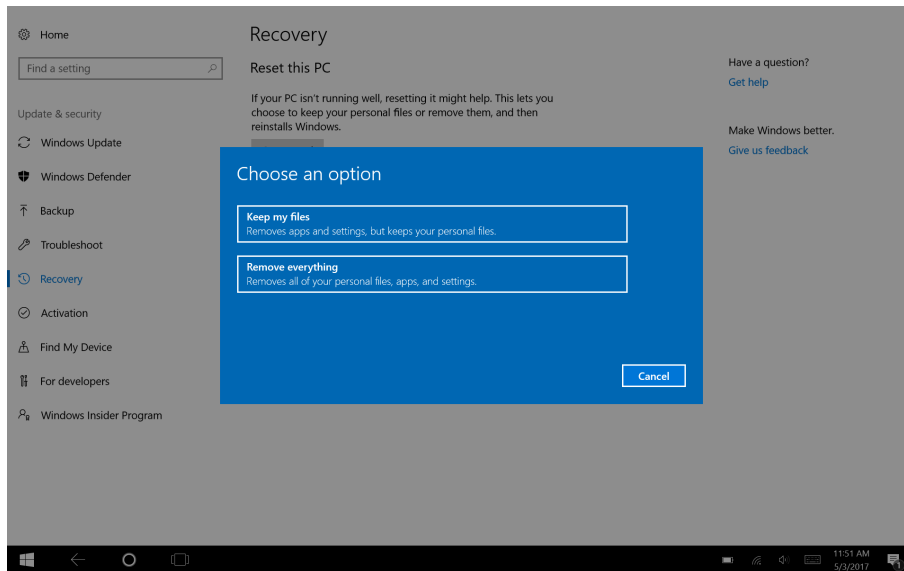 Home
Find a setting
Update & security
Windows Update
Windows Defender
Backup
Troubleshoot
Recovery
Activation
Find My Device
For developers
Windows Insider Program
Recovery
Reset this PC
If your PC isn't running well, resetting it might help. This lets you
choose to keep your personal files or remove them, and then
reinstalls Windows.
Choose an option
Keep my files
Removes apps and settings, but keeps your personal files.
Remove everything
Removes all of your personal files, apps, and settings.
Cancel
Have a question?
Get help
Make Windows better.
Give us feedback
11:51 AM
5/3/2017
1